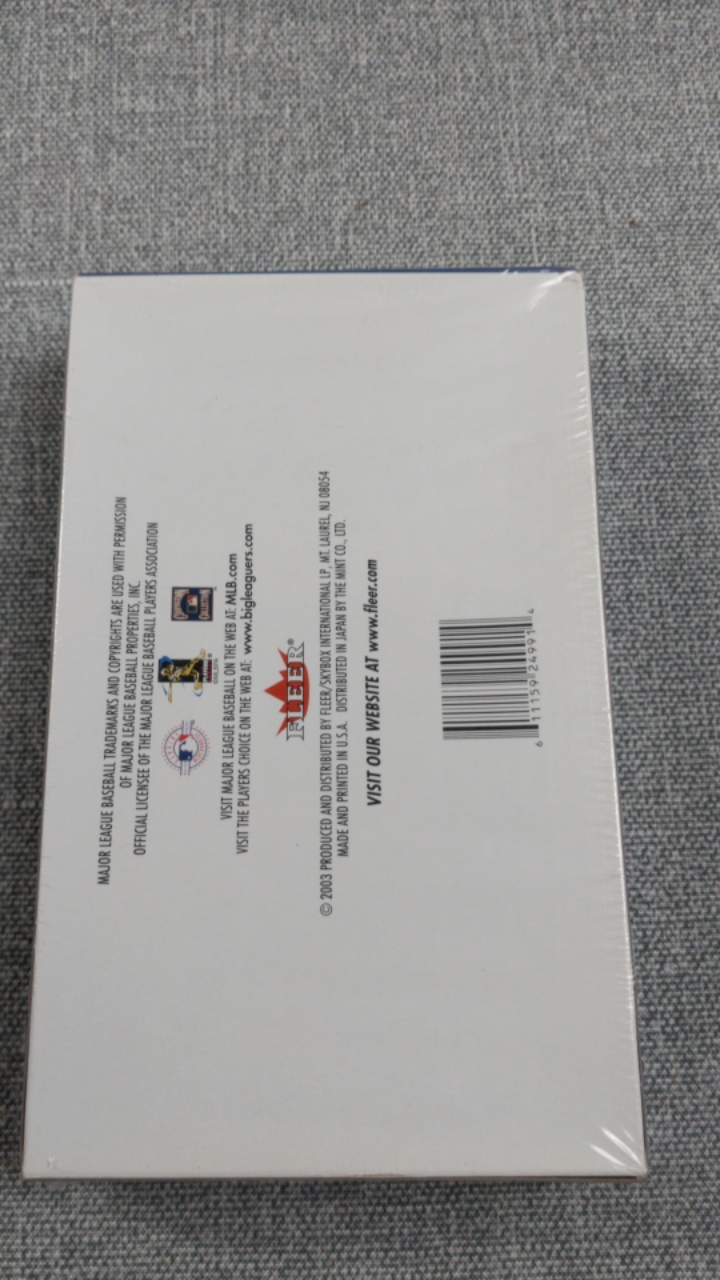 MAJOR LEAGUE BASEBALL TRADEMARKS AND COPYRIGHTS ARE USED WITH PERMISSION
OF MAJOR LEAGUE BASEBALL PROPERTIES, INC.
OFFICIAL LICENSEE OF THE MAJOR LEAGUE BASEBALL PLAYERS ASSOCIATION
VISIT MAJOR LEAGUE BASEBALL ON THE WEB AT: MLB.com
VISIT THE PLAYERS CHOICE ON THE WEB AT: www.bigleaguers.com
FLEER®
© 2003 PRODUCED AND DISTRIBUTED BY FLEER/SKYBOX INTERNATIONAL LP, MT. LAUREL, NJ 08054
MADE AND PRINTED IN U.S.A. DISTRIBUTED IN JAPAN BY THE MINT CO., LTD.
VISIT OUR WEBSITE AT www.fleer.com
6 11159 24991 4